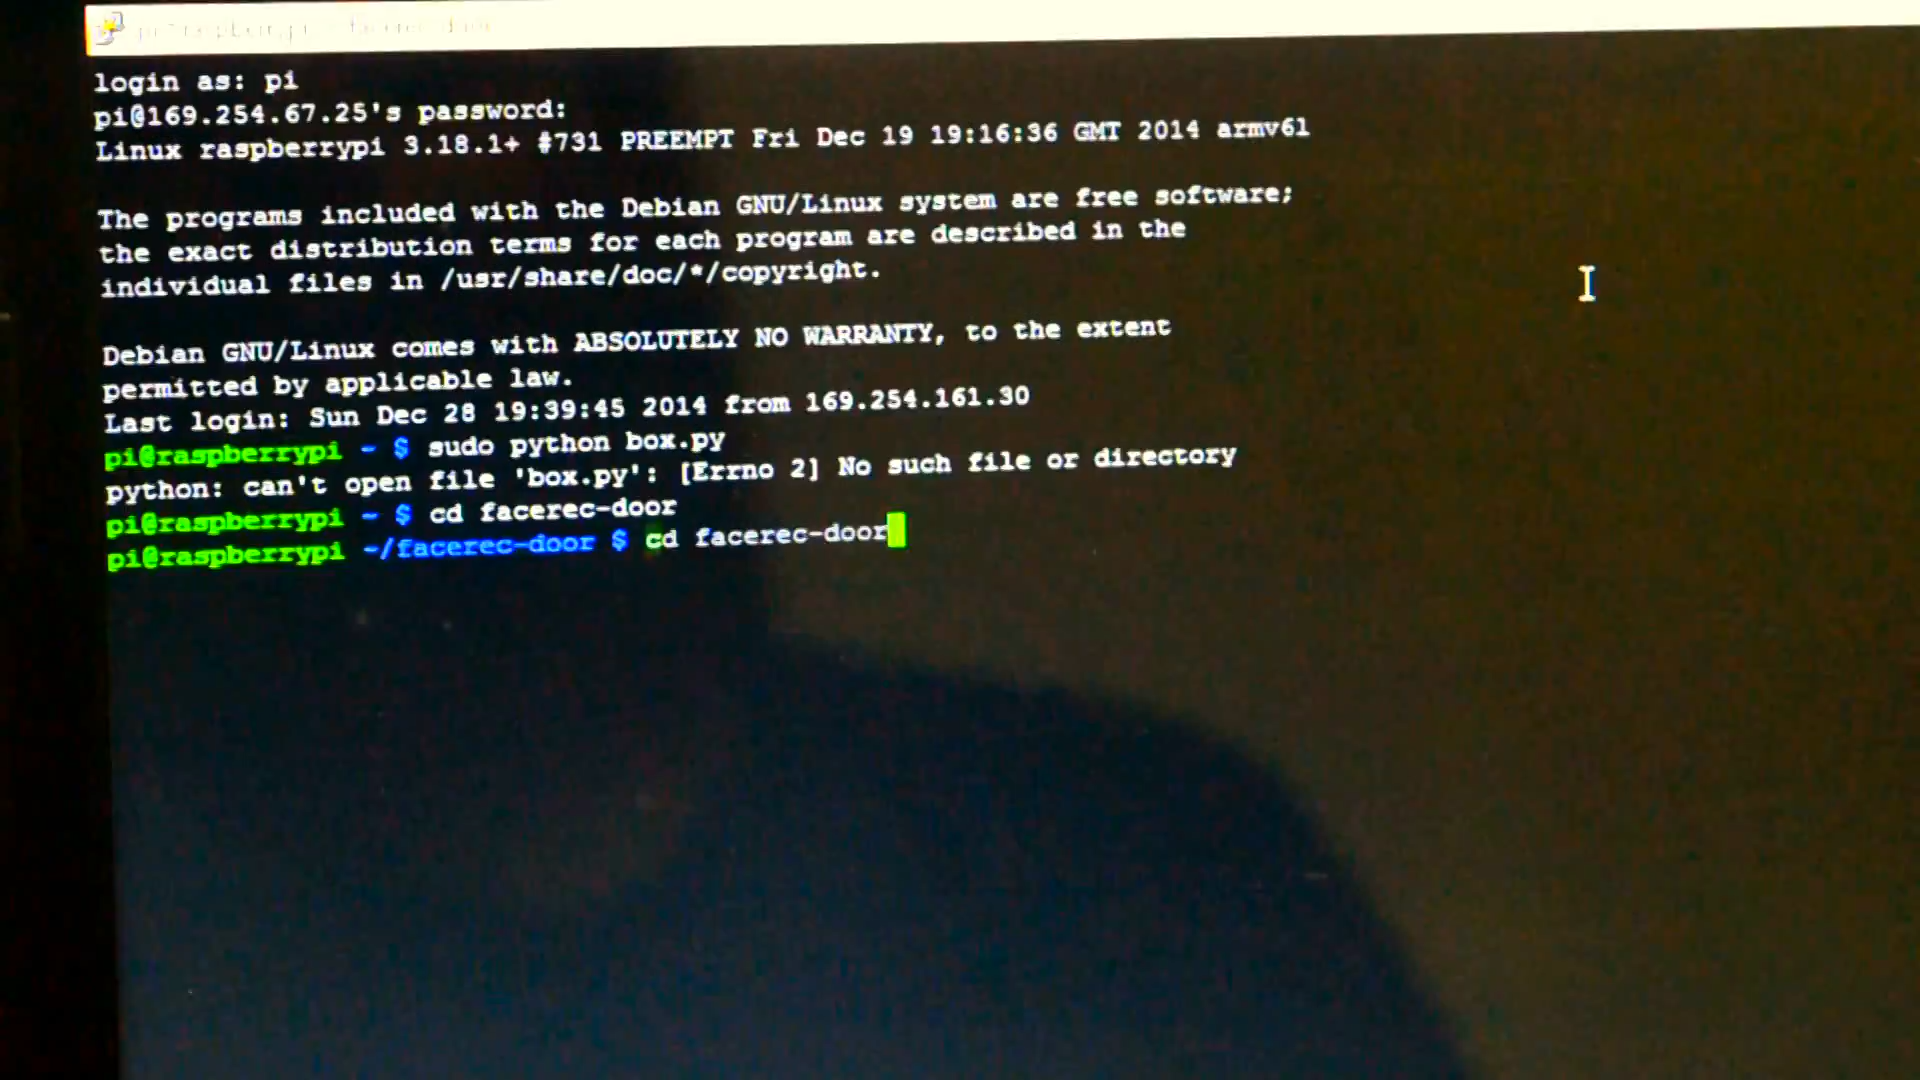 login as: pi
pi@169.254.67.25's password:
Linux raspberrypi 3.18.1+ #731 PREEMPT Fri Dec 19 19:16:36 GMT 2014 armv6l
The programs included with the Debian GNU/Linux system are free software;
the exact distribution terms for each program are described in the
individual files in /usr/share/doc/*/copyright.
Debian GNU/Linux comes with ABSOLUTELY NO WARRANTY, to the extent
permitted by applicable law.
Last login: Sun Dec 28 19:39:45 2014 from 169.254.161.30
pi@raspberrypi ~ $ sudo python box.py
python: can't open file 'box.py': [Errno 2] No such file or directory
pi@raspberrypi ~ $ cd facerec-door
pi@raspberrypi ~/facerec-door $ cd facerec-door